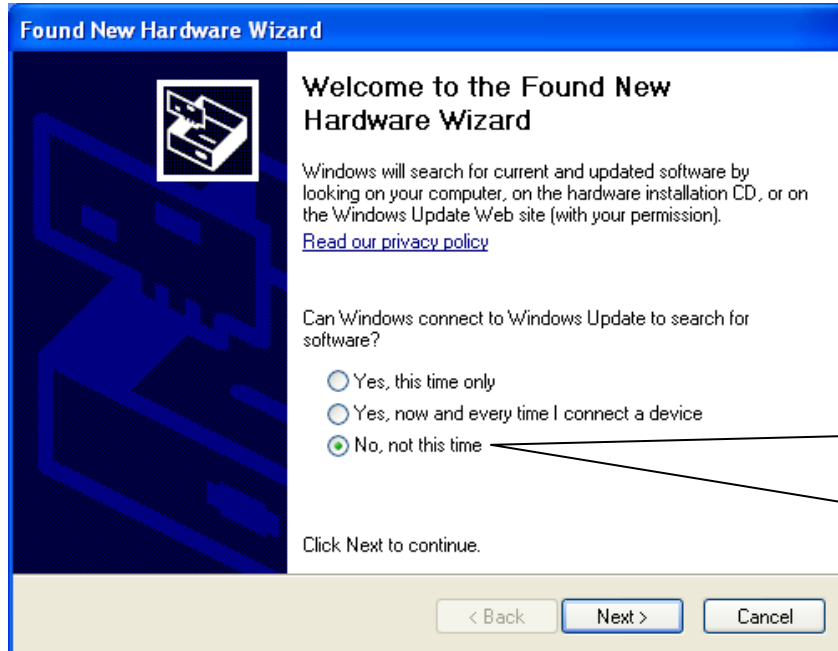 Found New Hardware Wizard
Welcome to the Found New
Hardware Wizard
Windows will search for current and updated software by
looking on your computer, on the hardware installation CD, or on
the Windows Update Web site (with your permission).
Read our privacy policy
Can Windows connect to Windows Update to search for
software?
Yes, this time only
Yes, now and every time I connect a device
No, not this time
Click Next to continue.
< Back Next > Cancel